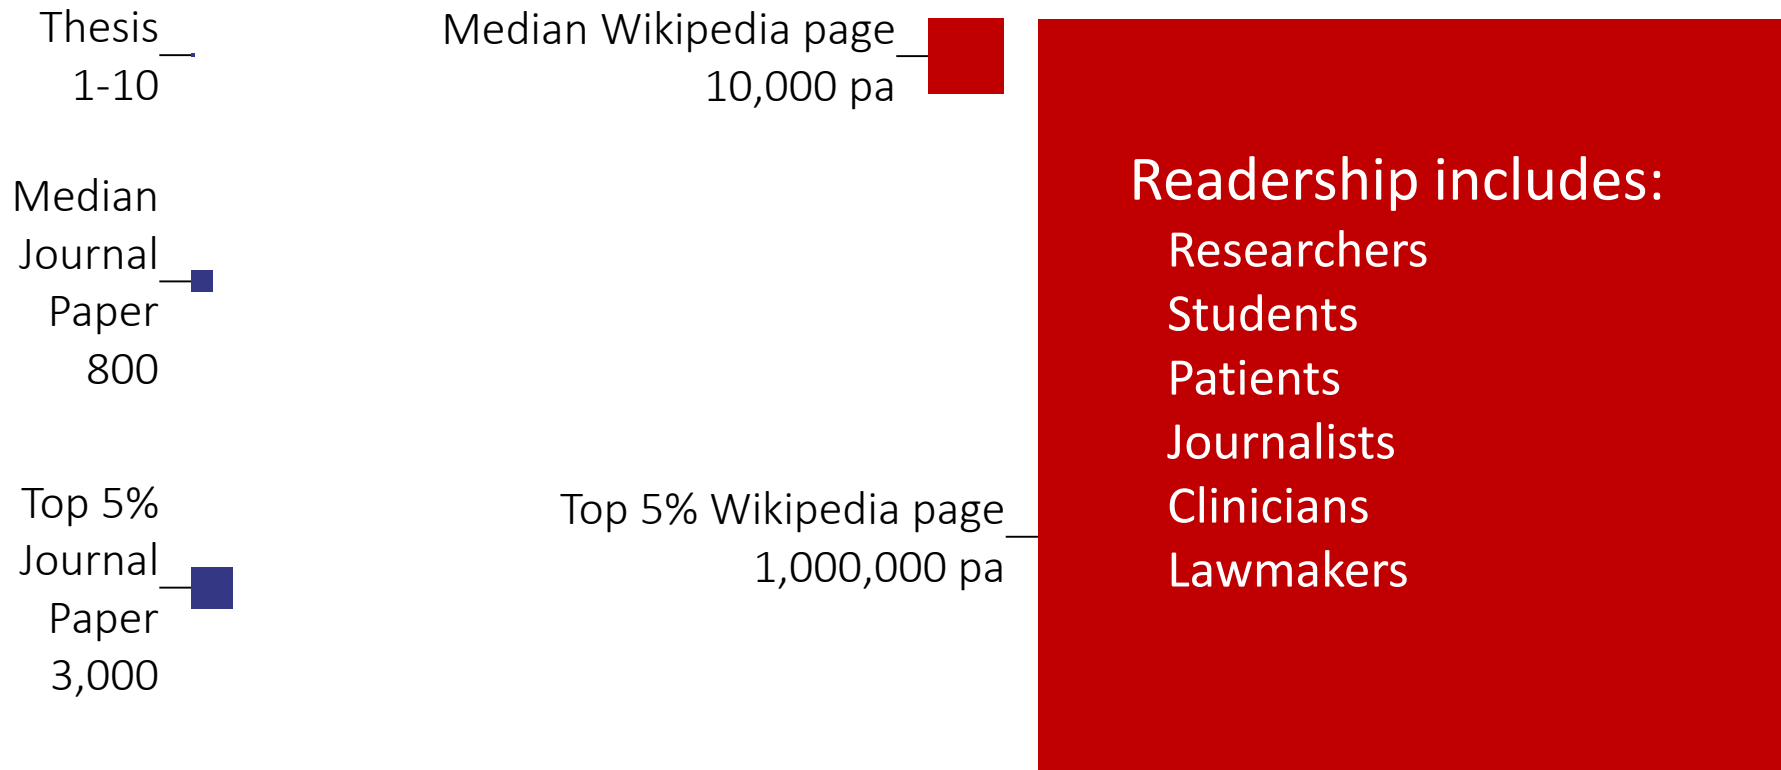 Thesis
1-10
Median
Journal
Paper
800
Top 5%
Journal
Paper
3,000
Median Wikipedia page
10,000 pa
Top 5% Wikipedia page
1,000,000 pa
Readership includes:
Researchers
Students
Patients
Journalists
Clinicians
Lawmakers